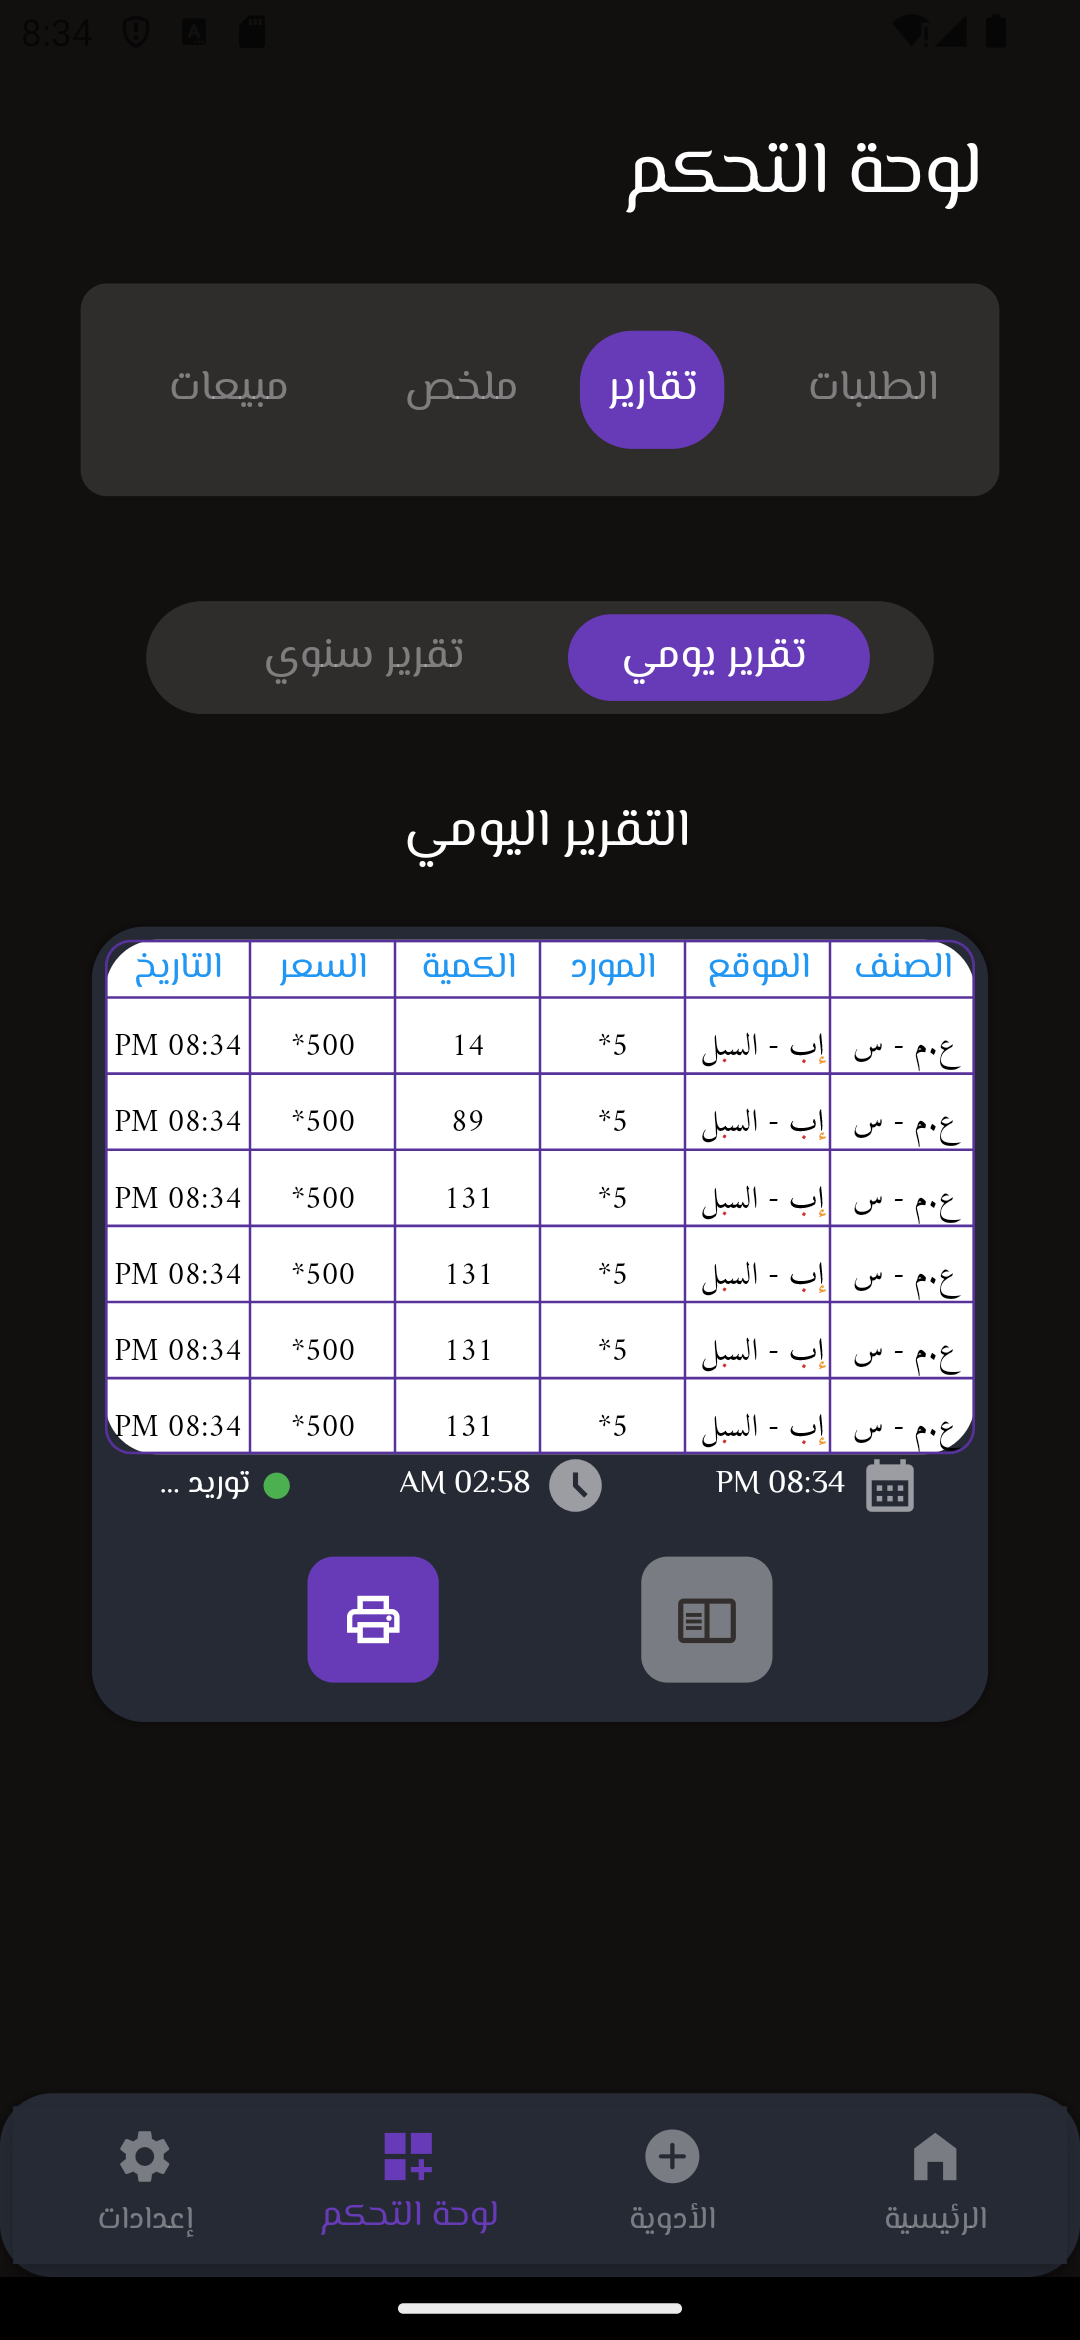 8:34
لوحة التحكم
الطلبات تقارير ملخص مبيعات
تقرير يومي تقرير سنوي
التقرير اليومي
الصنف الموقع المورد الكمية السعر التاريخ
ع.م - س إب - السبل 5* 14 500* 08:34 PM
ع.م - س إب - السبل 5* 89 500* 08:34 PM
ع.م - س إب - السبل 5* 131 500* 08:34 PM
ع.م - س إب - السبل 5* 131 500* 08:34 PM
ع.م - س إب - السبل 5* 131 500* 08:34 PM
ع.م - س إب - السبل 5* 131 500* 08:34 PM
08:34 PM 02:58 AM توريد ...
الرئيسية الأدوية لوحة التحكم إعدادات